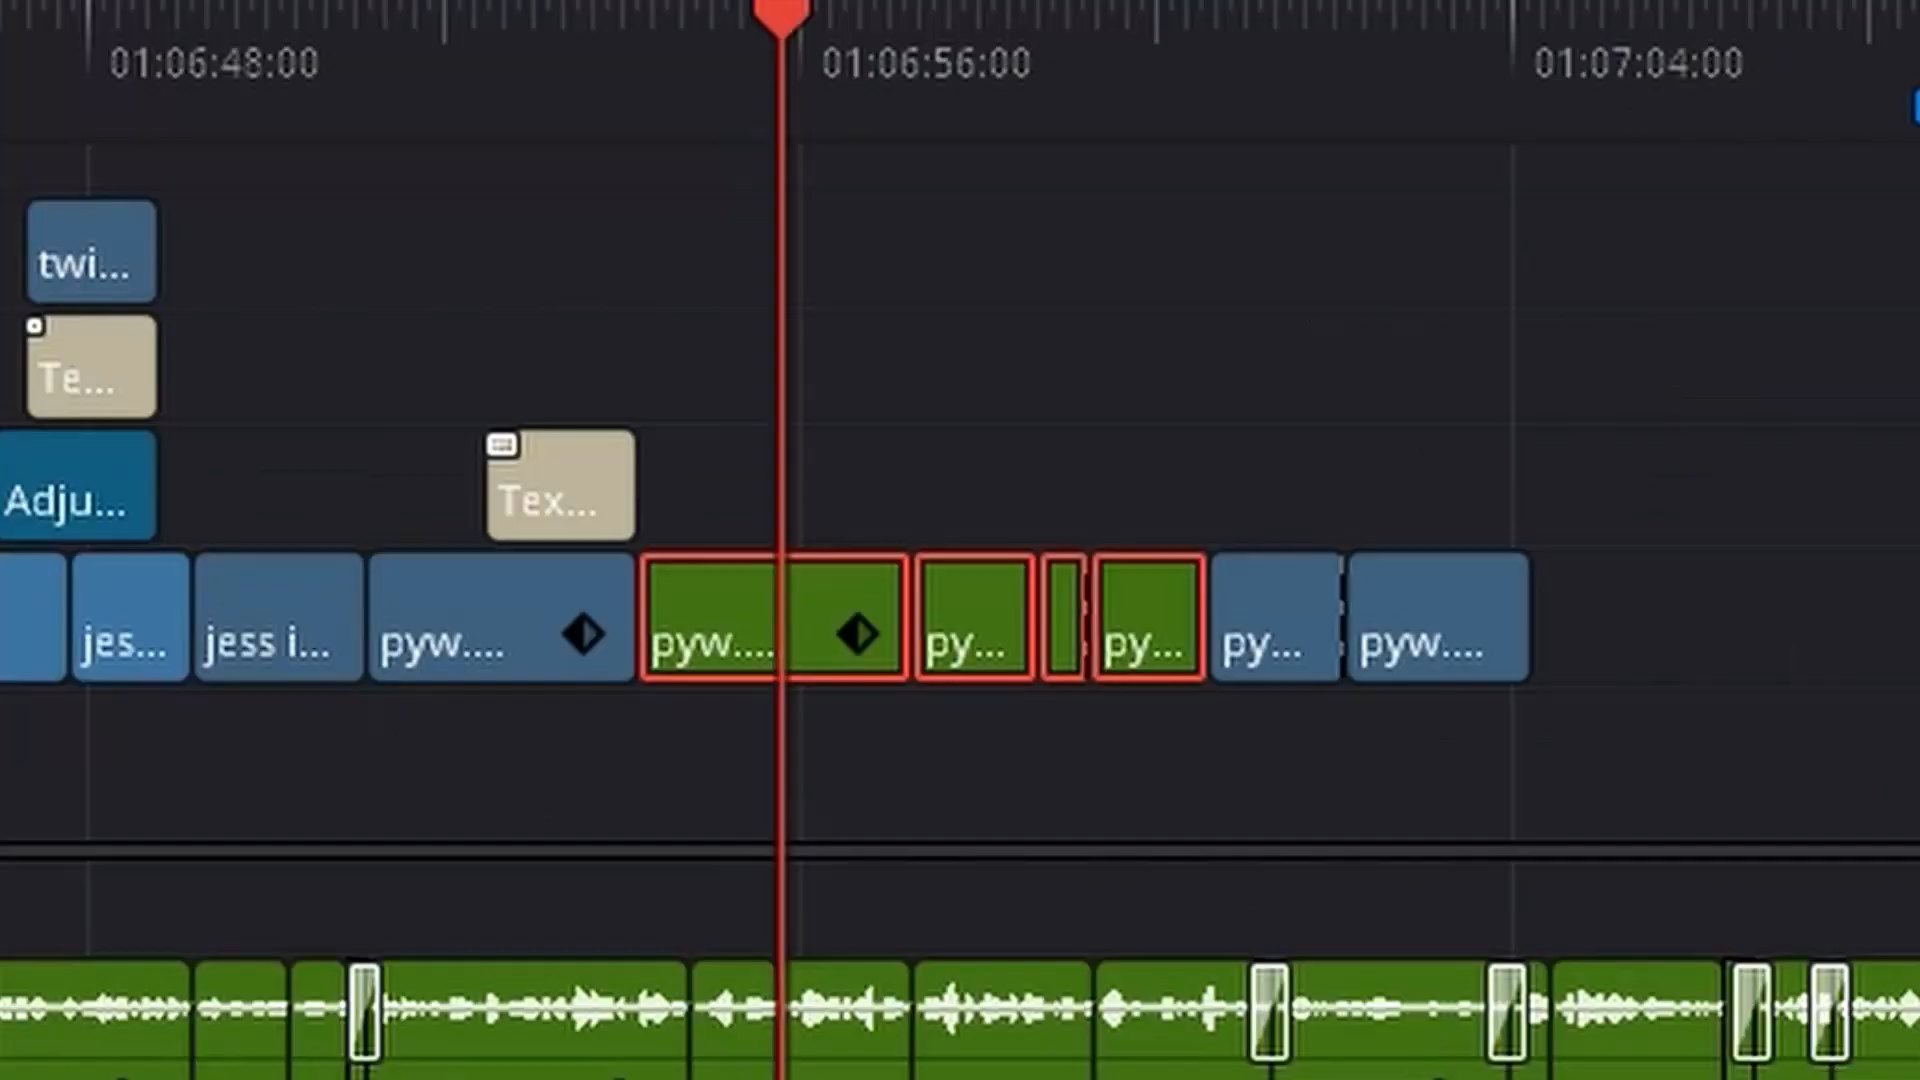 01:06:48:00 01:06:56:00 01:07:04:00
twi...
Te...
Adju... Tex...
jes... jess i... pyw.... pyw.... py... py... py... pyw....